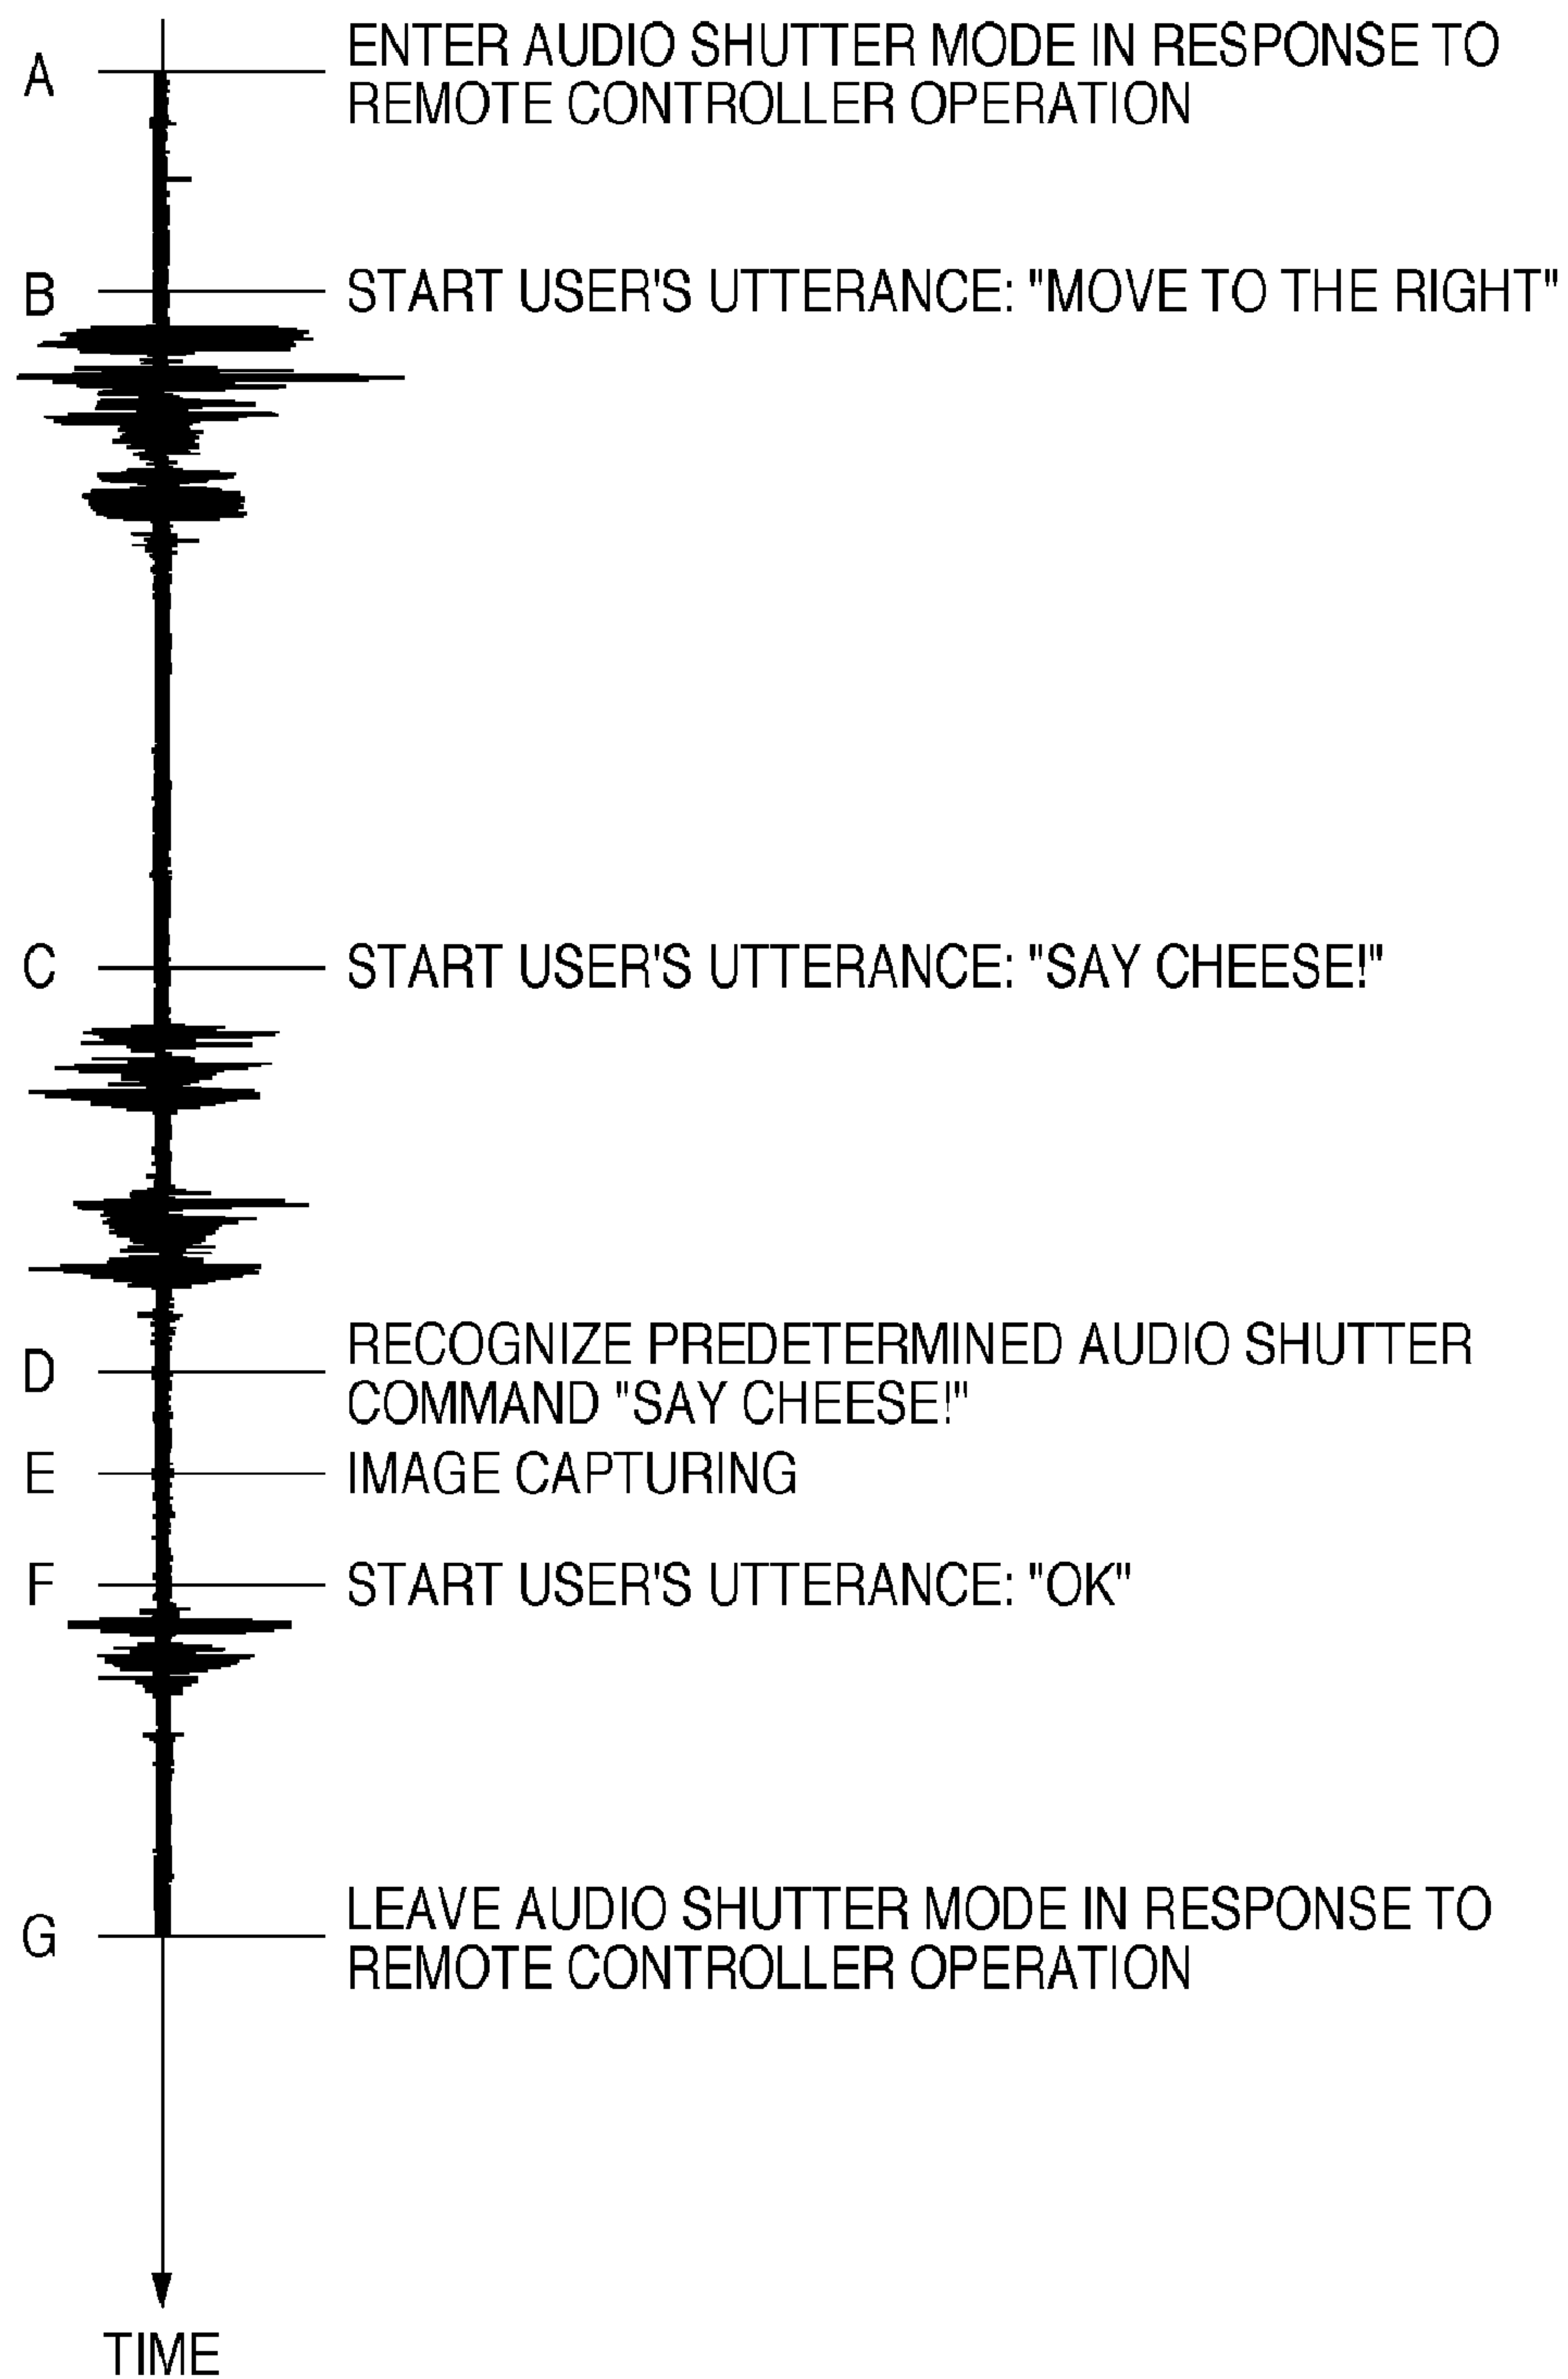 A
ENTER AUDIO SHUTTER MODE IN RESPONSE TO
REMOTE CONTROLLER OPERATION
B
START USER'S UTTERANCE: "MOVE TO THE RIGHT"
C
START USER'S UTTERANCE: "SAY CHEESE!"
D
RECOGNIZE PREDETERMINED AUDIO SHUTTER
COMMAND "SAY CHEESE!"
E
IMAGE CAPTURING
F
START USER'S UTTERANCE: "OK"
G
LEAVE AUDIO SHUTTER MODE IN RESPONSE TO
REMOTE CONTROLLER OPERATION
TIME